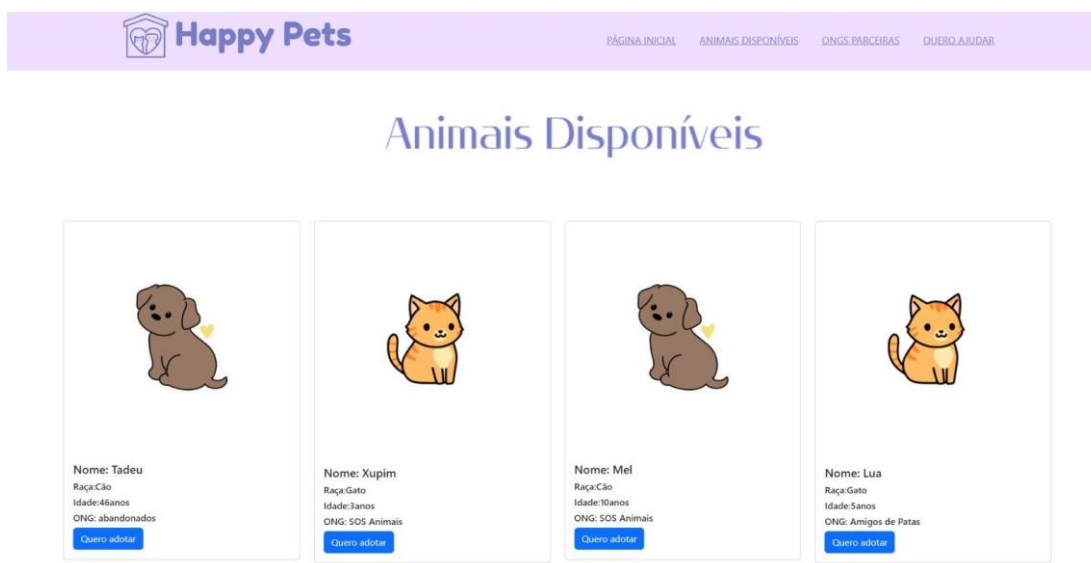 Happy Pets
PÁGINA INICIAL ANIMAIS DISPONÍVEIS ONGS PARCEIRAS QUERO AJUDAR
Animais Disponíveis
Nome: Tadeu
Raça:Cão
Idade:46anos
ONG: abandonados
Quero adotar
Nome: Xupim
Raça:Gato
Idade:3anos
ONG: SOS Animais
Quero adotar
Nome: Mel
Raça:Cão
Idade:10anos
ONG: SOS Animais
Quero adotar
Nome: Lua
Raça:Gato
Idade:5anos
ONG: Amigos de Patas
Quero adotar